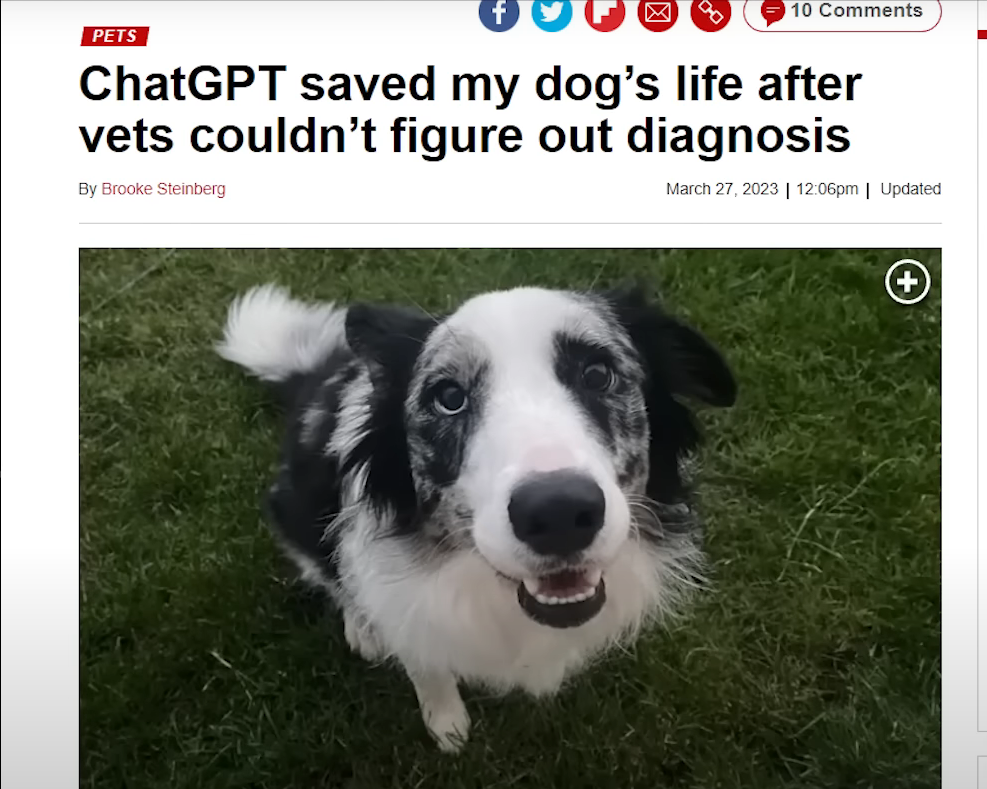 10 Comments
PETS
ChatGPT saved my dog’s life after
vets couldn’t figure out diagnosis
By Brooke Steinberg
March 27, 2023 | 12:06pm | Updated